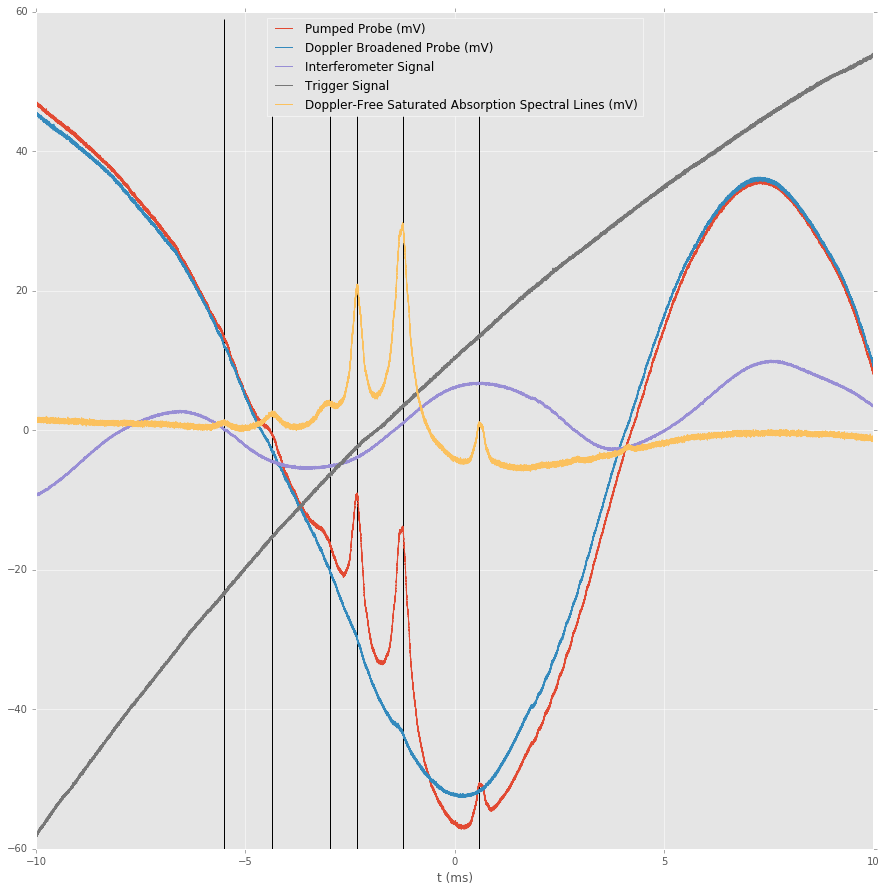 60
40
20
0
−20
−40
−60
Pumped Probe (mV)
Doppler Broadened Probe (mV)
Interferometer Signal
Trigger Signal
Doppler-Free Saturated Absorption Spectral Lines (mV)
−10 −5 0 5 10
t (ms)